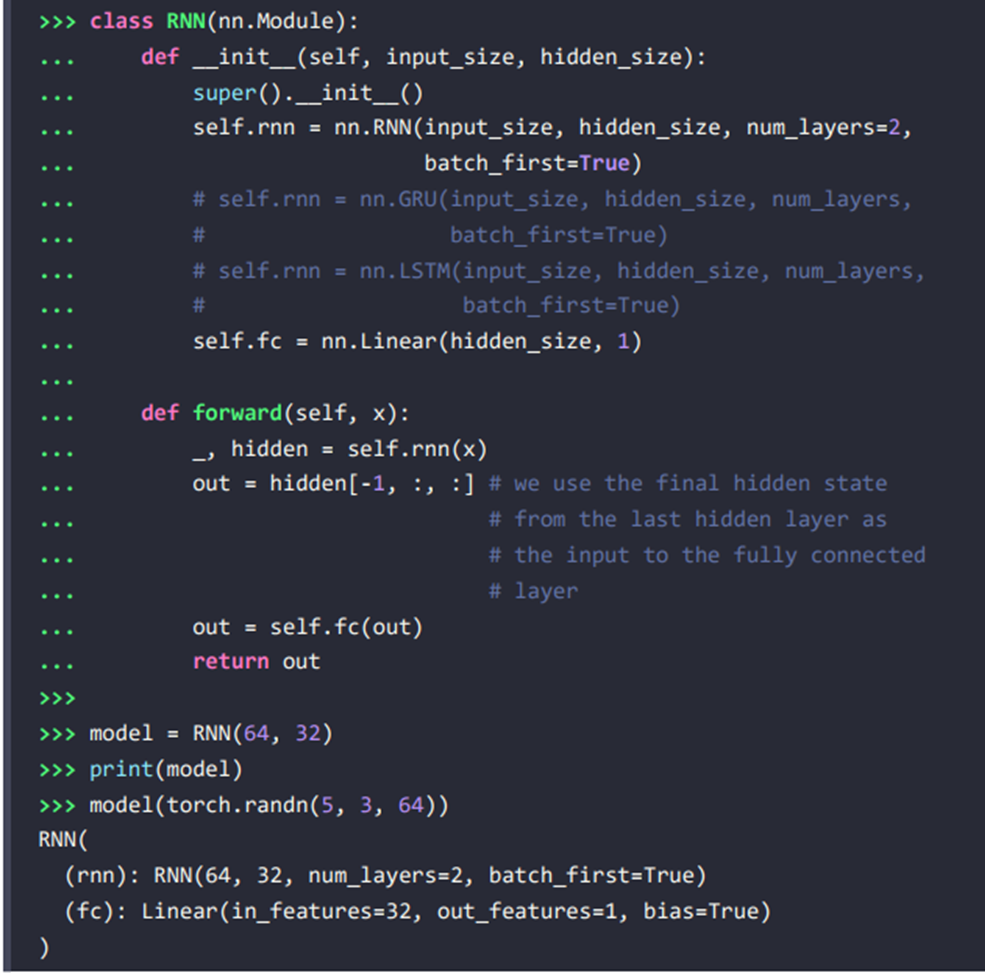 >>> class RNN(nn.Module):
...     def __init__(self, input_size, hidden_size):
...         super().__init__()
...         self.rnn = nn.RNN(input_size, hidden_size, num_layers=2,
...                           batch_first=True)
...         # self.rnn = nn.GRU(input_size, hidden_size, num_layers,
...         #                   batch_first=True)
...         # self.rnn = nn.LSTM(input_size, hidden_size, num_layers,
...         #                    batch_first=True)
...         self.fc = nn.Linear(hidden_size, 1)
...
...     def forward(self, x):
...         _, hidden = self.rnn(x)
...         out = hidden[-1, :, :] # we use the final hidden state
...                                # from the last hidden layer as
...                                # the input to the fully connected
...                                # layer
...         out = self.fc(out)
...         return out
>>>
>>> model = RNN(64, 32)
>>> print(model)
>>> model(torch.randn(5, 3, 64))
RNN(
  (rnn): RNN(64, 32, num_layers=2, batch_first=True)
  (fc): Linear(in_features=32, out_features=1, bias=True)
)